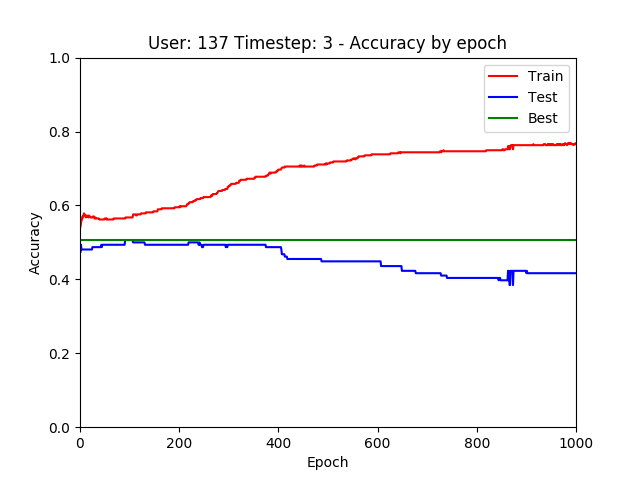 User: 137 Timestep: 3 - Accuracy by epoch
1.0
0.8
0.6
0.4
0.2
0.0
Accuracy
Train
Test
Best
0 200 400 600 800 1000
Epoch